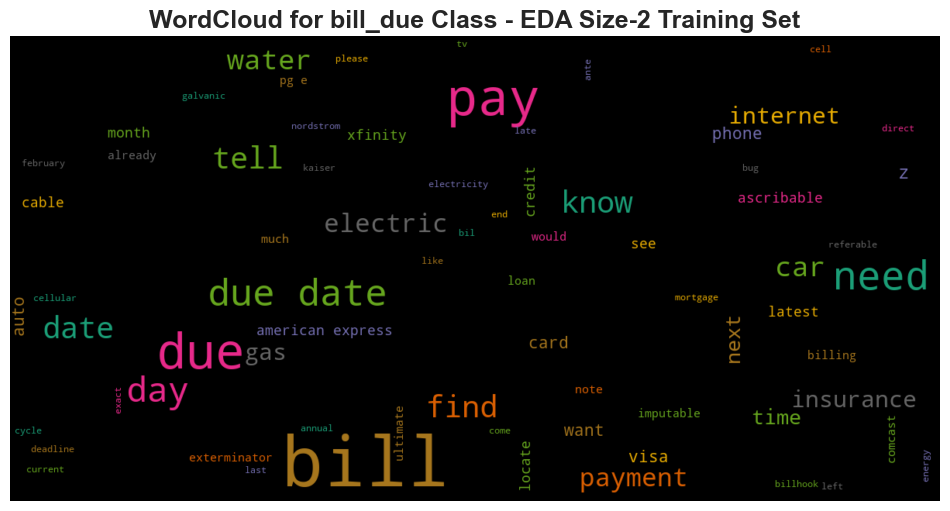 WordCloud for bill_due Class - EDA Size-2 Training Set
tv
cell
water
please
ante
pg e
pay
galvanic
internet
nordstrom
late
direct
month
xfinity
phone
already
tell
february
kaiser
bug
z
electricity
credit
cable
know
ascribable
end
electric
bil
would
much
see
referable
like
car
need
loan
due date
cellular
mortgage
auto
date
american express
latest
next
due
gas
card
billing
day
exact
note
insurance
find
imputable
time
ultimate
cycle
annual
come
want
comcast
deadline
bill
locate
exterminator
visa
energy
current
last
payment
billhook
left